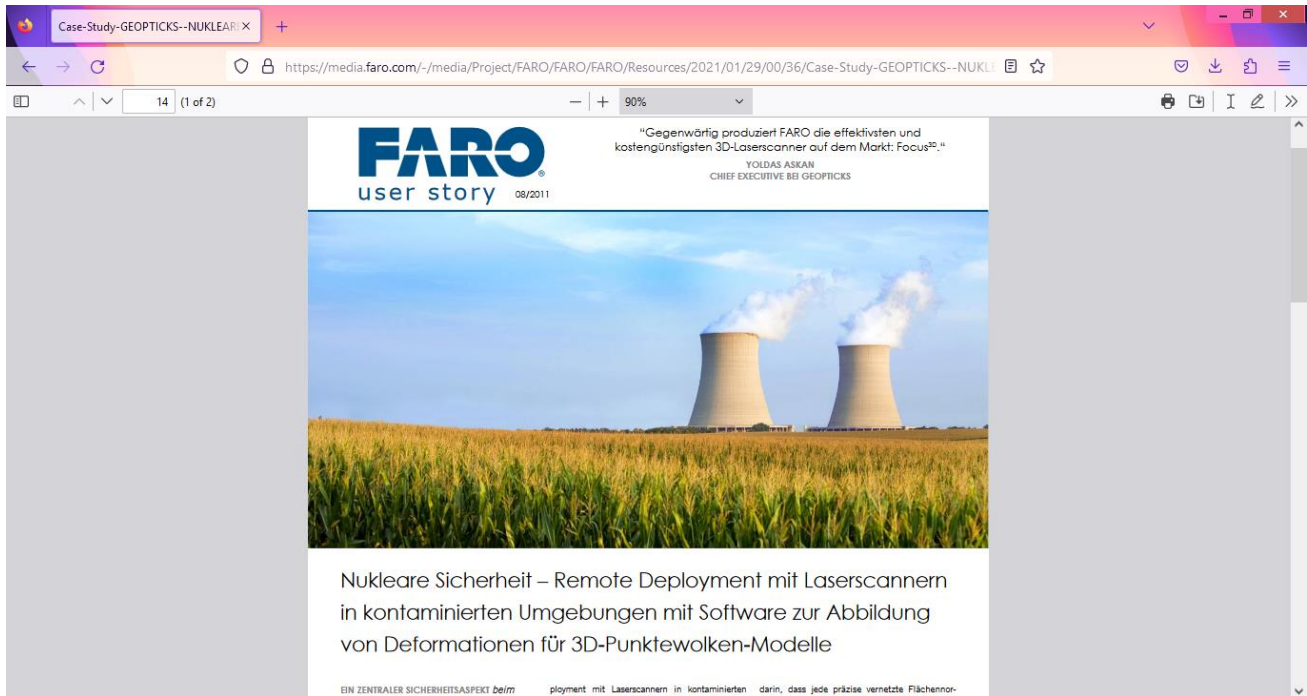 Case-Study-GEOPTICKS--NUKLEAR
https://media.faro.com/-/media/Project/FARO/FARO/FARO/Resources/2021/01/29/00/36/Case-Study-GEOPTICKS--NUKL
14 (1 of 2)
90%
FARO®
user story 08/2011
"Gegenwärtig produziert FARO die effektivsten und
kostengünstigsten 3D-Laserscanner auf dem Markt: Focus³ᴰ."
YOLDAS ASKAN
CHIEF EXECUTIVE BEI GEOPTICKS
Nukleare Sicherheit – Remote Deployment mit Laserscannern
in kontaminierten Umgebungen mit Software zur Abbildung
von Deformationen für 3D-Punktewolken-Modelle
EIN ZENTRALER SICHERHEITSASPEKT beim
ployment mit Laserscannern in kontaminierten
darin, dass jede präzise vernetzte Flächennor-